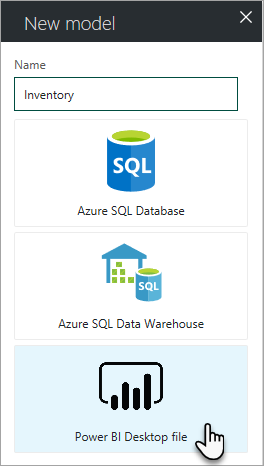 New model
Name
Inventory
SQL
Azure SQL Database
SQL
Azure SQL Data Warehouse
Power BI Desktop file